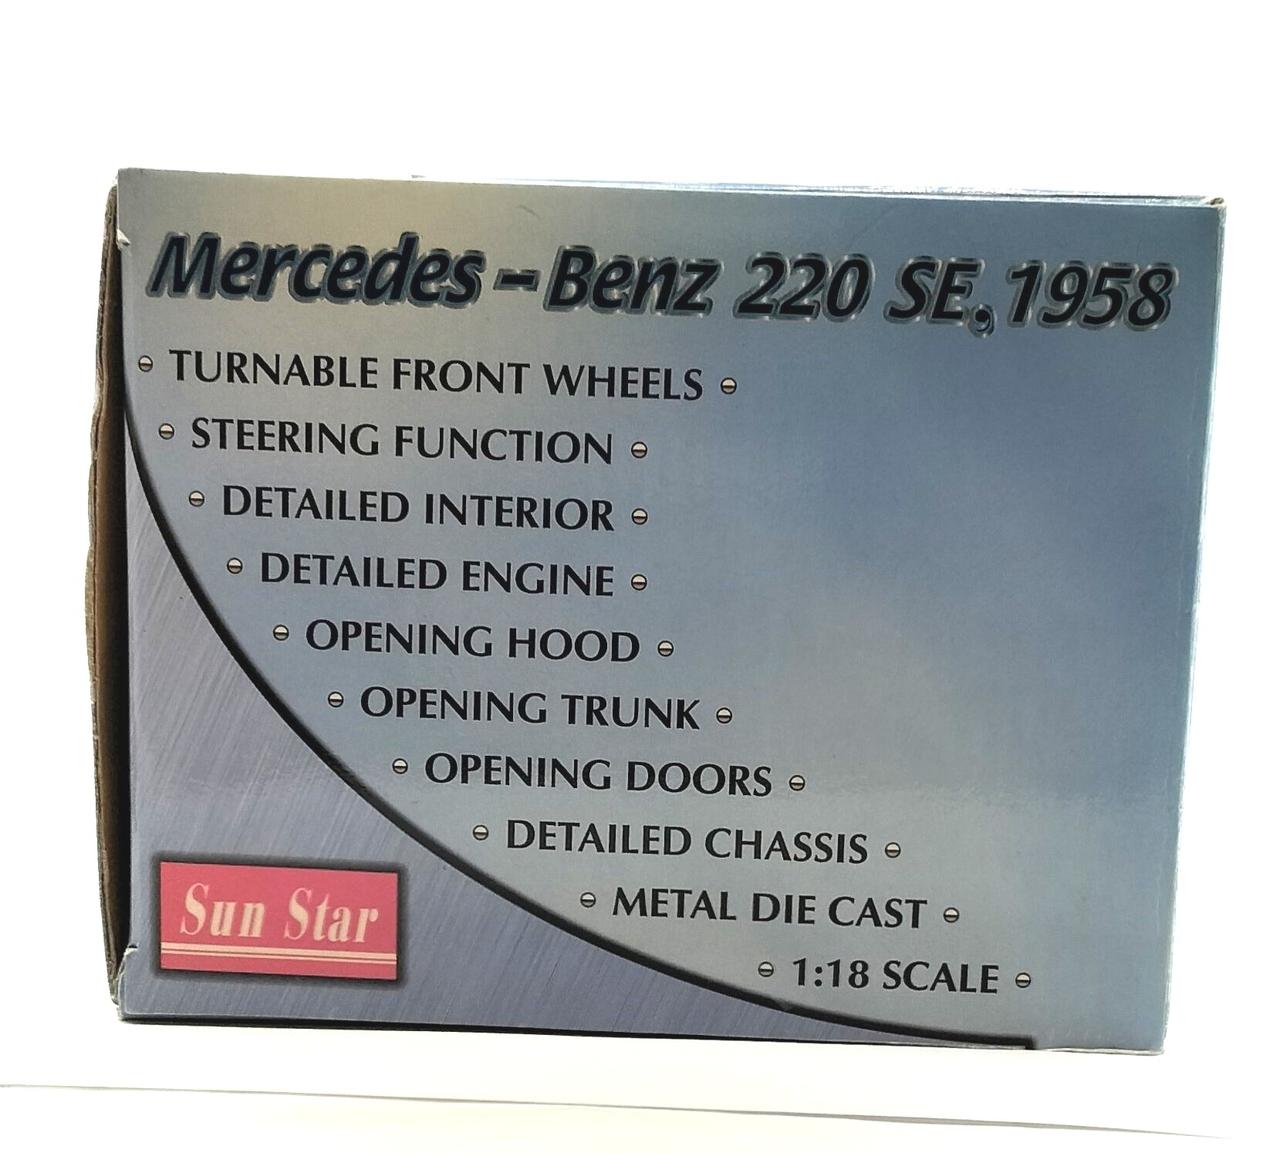 Mercedes-Benz 220 SE, 1958
TURNABLE FRONT WHEELS
STEERING FUNCTION
DETAILED INTERIOR
DETAILED ENGINE
OPENING HOOD
OPENING TRUNK
OPENING DOORS
DETAILED CHASSIS
METAL DIE CAST
1:18 SCALE
Sun Star